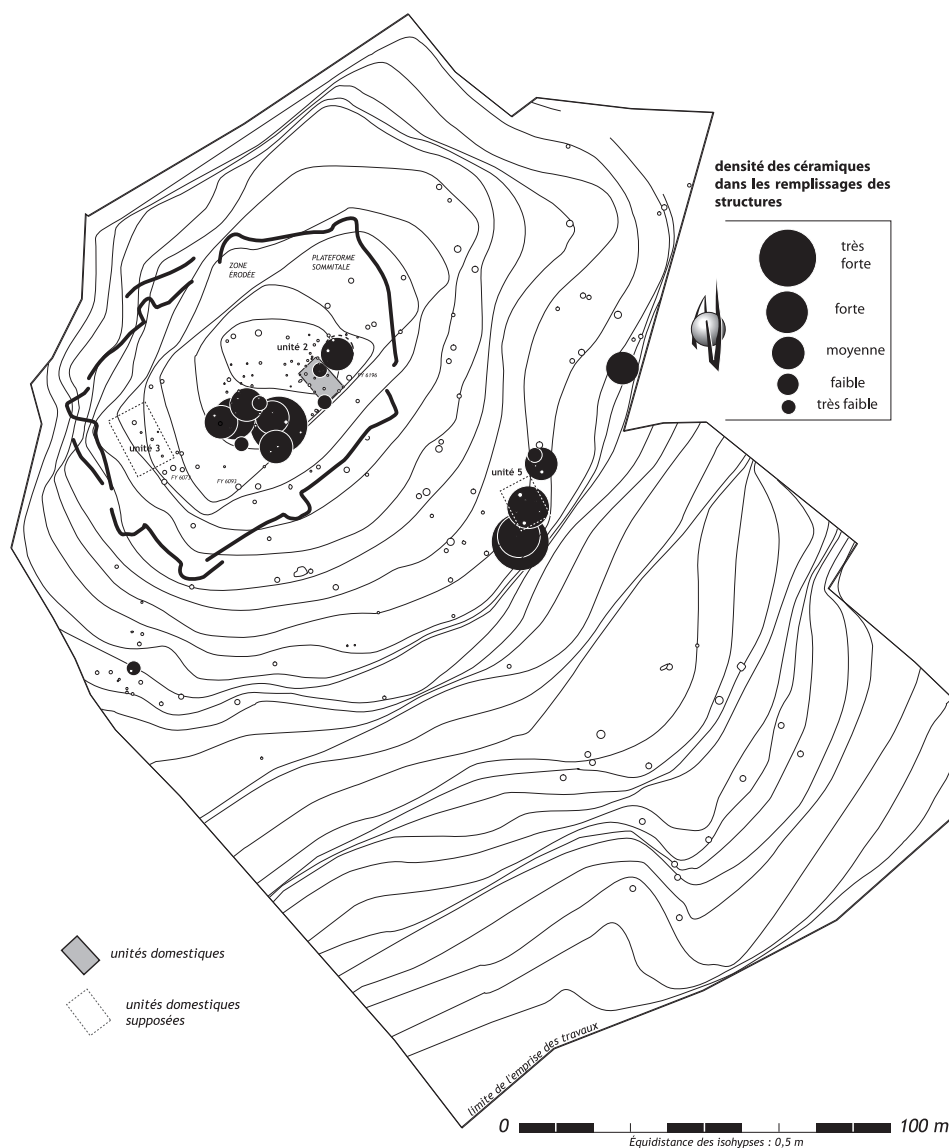 densité des céramiques
dans les remplissages des
structures
très
forte
forte
moyenne
faible
très faible
ZONE
ÉRODÉE
PLATEFORME
SOMMITALE
unité 2
FY 6196
unité 3
FY 6093
unité 5
unités domestiques
unités domestiques
supposées
limite de l'emprise des travaux
0
100 m
Équidistance des isohypses : 0,5 m